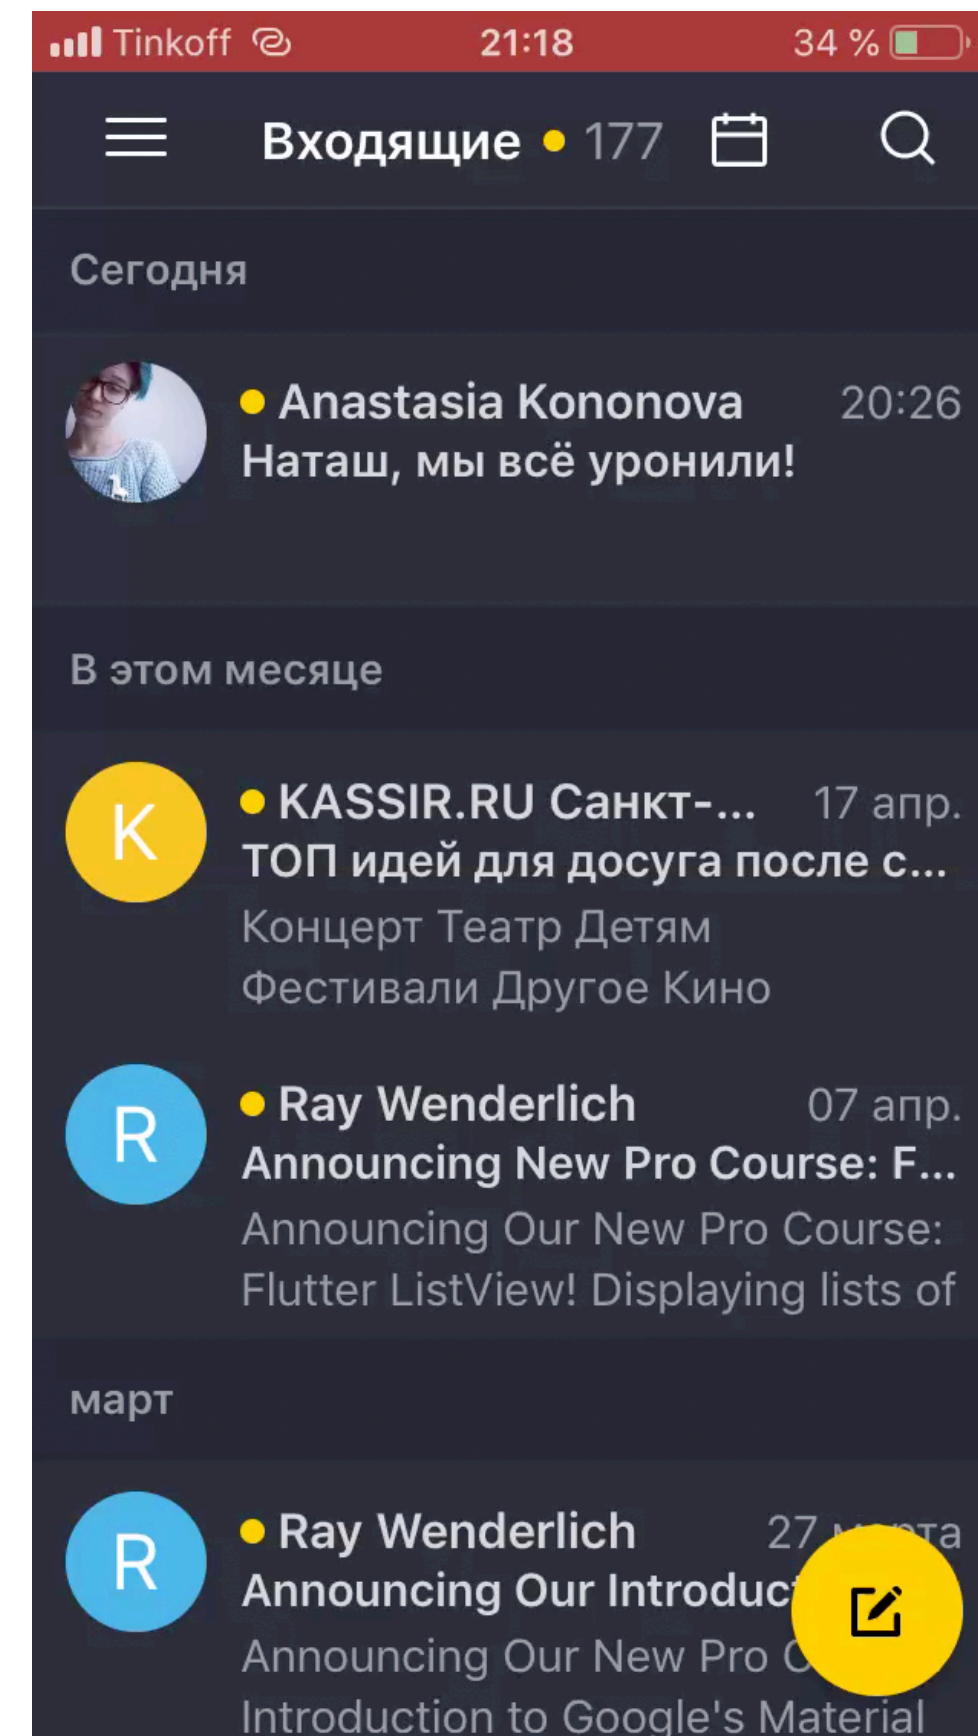 Tinkoff 21:18 34 %
Входящие 177
Сегодня
Anastasia Kononova 20:26
Наташ, мы всё уронили!
В этом месяце
K
KASSIR.RU Санкт-... 17 апр.
ТОП идей для досуга после с...
Концерт Театр Детям
Фестивали Другое Кино
R
Ray Wenderlich 07 апр.
Announcing New Pro Course: F...
Announcing Our New Pro Course:
Flutter ListView! Displaying lists of
март
R
Ray Wenderlich 27 марта
Announcing Our Introduc
Announcing Our New Pro
Introduction to Google's Material